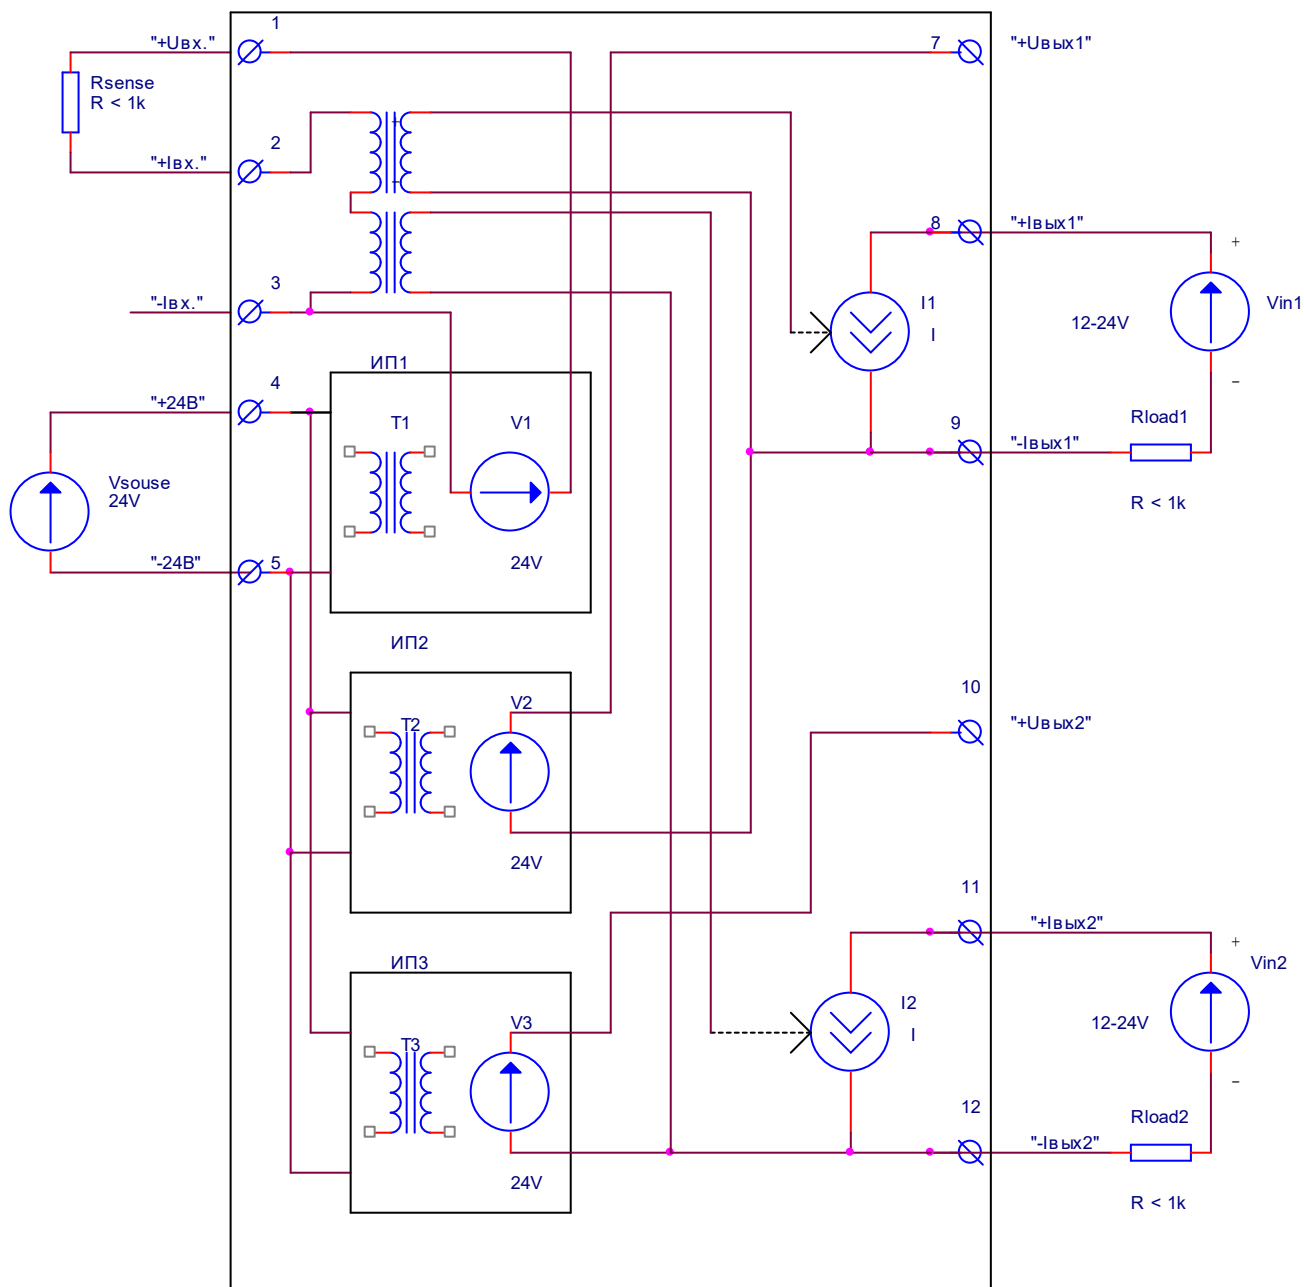 1
"+Uвх."
7
"+Uвых1"
Rsense
R < 1k
2
"+Iвх."
8
"+Iвых1"
+
3
"-Iвх."
I1
I
12-24V
Vin1
ИП1
4
"+24В"
T1
V1
−
9
"-Iвых1"
Rload1
Vsouse
24V
R < 1k
"-24В"
5
24V
ИП2
10
V2
"+Uвых2"
T2
24V
11
"+Iвых2"
+
ИП3
Vin2
I2
V3
12-24V
I
T3
−
12
Rload2
"-Iвых2"
24V
R < 1k